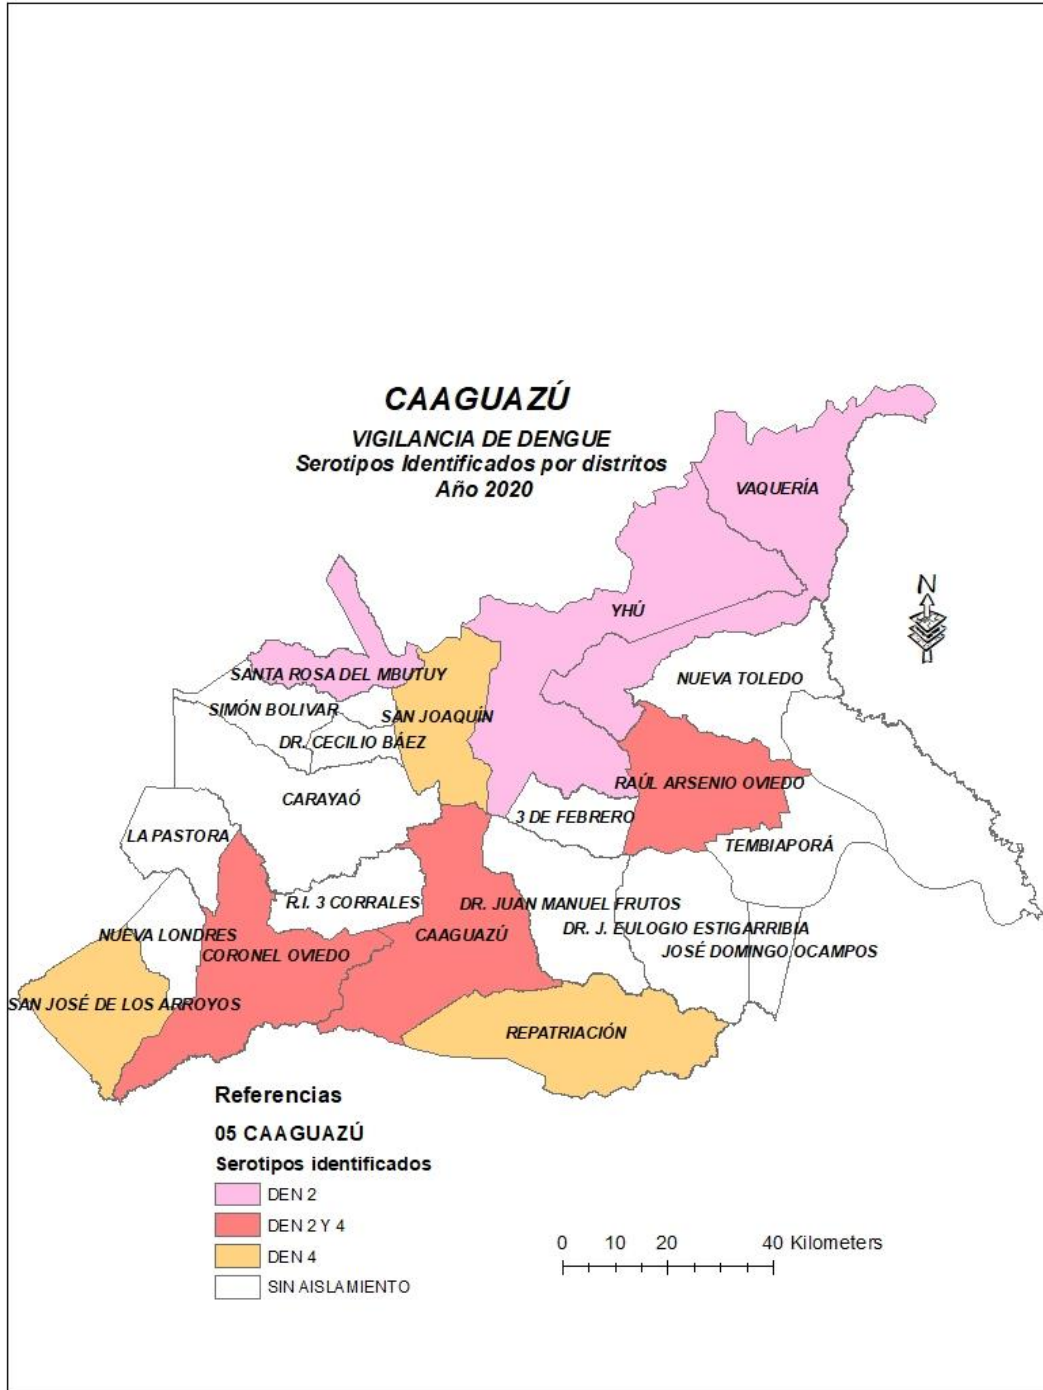 CAAGUAZÚ
VIGILANCIA DE DENGUE
Serotipos Identificados por distritos
Año 2020
VAQUERÍA
N
YHÚ
SANTA ROSA DEL MBUTUY
NUEVA TOLEDO
SIMÓN BOLIVAR
SAN JOAQUÍN
DR. CECILIO BÁEZ
RAÚL ARSENIO OVIEDO
CARAYAÓ
3 DE FEBRERO
LA PASTORA
TEMBIAPORÁ
R.I. 3 CORRALES
DR. JUAN MANUEL FRUTOS
DR. J. EULOGIO ESTIGARRIBIA
NUEVA LONDRES
CAAGUAZÚ
CORONEL OVIEDO
JOSÉ DOMINGO OCAMPOS
SAN JOSÉ DE LOS ARROYOS
REPATRIACIÓN
Referencias
05 CAAGUAZÚ
Serotipos identificados
DEN 2
DEN 2 Y 4
DEN 4
SIN AISLAMIENTO
0 10 20 40 Kilometers